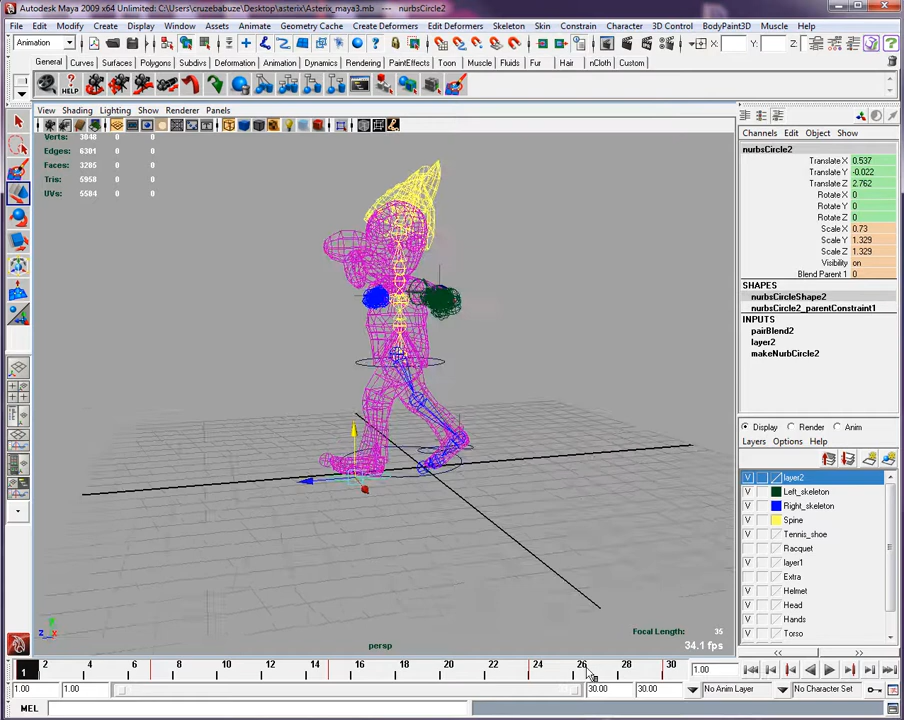 Autodesk Maya 2009 x64 Unlimited: C:\Users\cruzebabuze\Desktop\asterix\Asterix_maya3.mb --- nurbsCircle2
File Edit Modify Create Display Window Assets Animate Geometry Cache Create Deformers Edit Deformers Skeleton Skin Constrain Character 3D Control BodyPaint3D Muscle Help
Animation X: Y: Z:
General Curves Surfaces Polygons Subdivs Deformation Animation Dynamics Rendering PaintEffects Toon Muscle Fluids Fur Hair nCloth Custom
HELP
View Shading Lighting Show Renderer Panels
Channels Edit Object Show
Verts: 3048 0 0
Edges: 6301 0 0
Faces: 3285 0 0
Tris: 5958 0 0
UVs: 5584 0 0
nurbsCircle2
Translate X 0.537
Translate Y -0.022
Translate Z 2.762
Rotate X 0
Rotate Y 0
Rotate Z 0
Scale X 0.73
Scale Y 1.329
Scale Z 1.329
Visibility on
Blend Parent 1 0
SHAPES
nurbsCircleShape2
nurbsCircle2_parentConstraint1
INPUTS
pairBlend2
layer2
makeNurbCircle2
Display Render Anim
Layers Options Help
V layer2
V Left_skeleton
V Right_skeleton
V Spine
V Tennis_shoe
Racquet
V layer1
Extra
V Helmet
V Head
V Hands
V Torso
z x
persp
Focal Length: 35
34.1 fps
1 2 4 6 8 10 12 14 16 18 20 22 24 26 28 30 1.00
1.00 1.00 30.00 30.00 No Anim Layer No Character Set
MEL